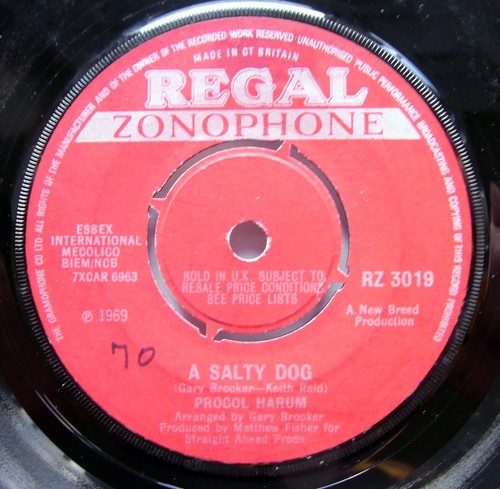 THE GRAMOPHONE CO LTD · ALL RIGHTS OF THE MANUFACTURER AND OF THE OWNER OF THE RECORDED WORK RESERVED · UNAUTHORISED PUBLIC PERFORMANCE BROADCASTING AND COPYING OF THIS RECORD PROHIBITED
MADE IN GT BRITAIN
REGAL
ZONOPHONE
ESSEX
INTERNATIONAL
MECOLICO
BIEM/NCB
7XCAR 6963
℗ 1969
SOLD IN U.K. SUBJECT TO
RESALE PRICE CONDITIONS
SEE PRICE LISTS
RZ 3019
A New Breed
Production
70
A SALTY DOG
(Gary Brooker—Keith Reid)
PROCOL HARUM
Arranged by Gary Brooker
Produced by Matthew Fisher for
Straight Ahead Prods.